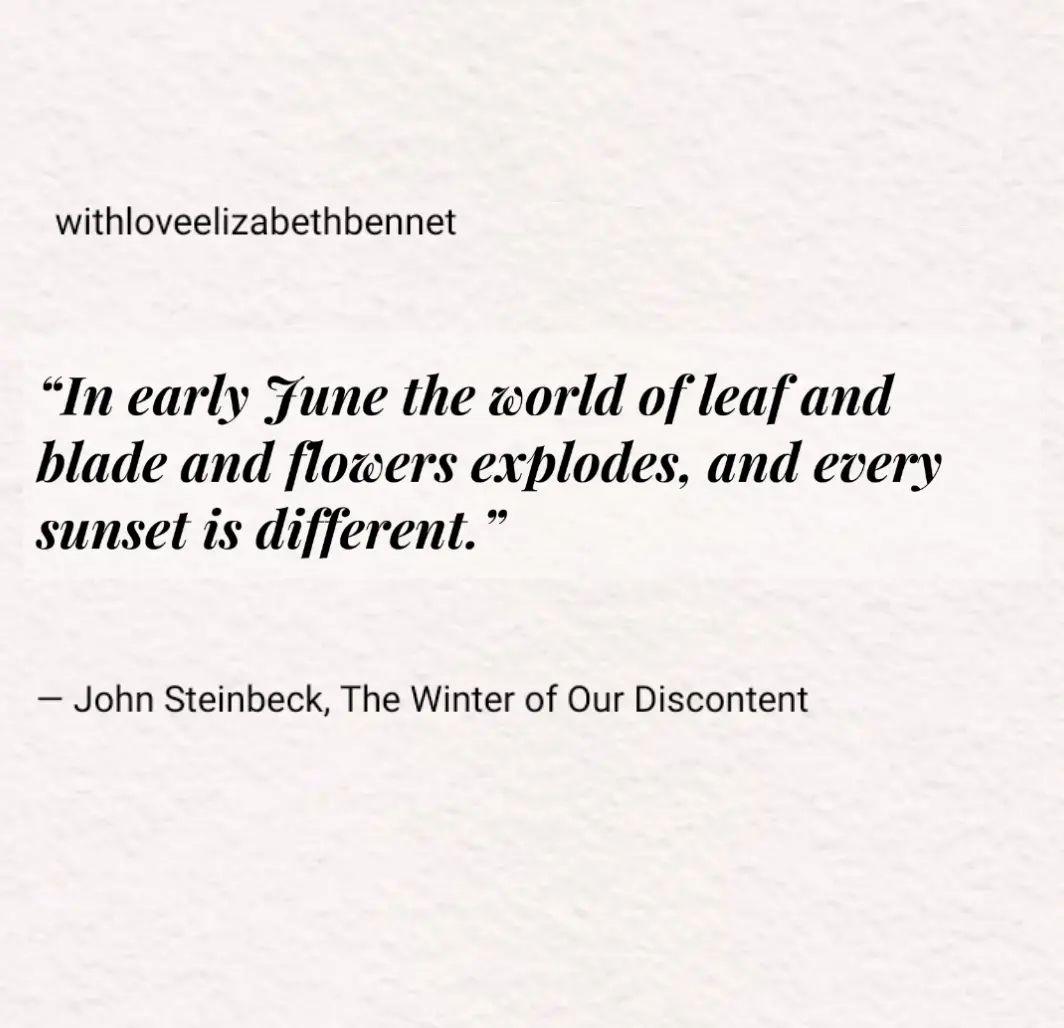 withloveelizabethbennet
“In early June the world of leaf and
blade and flowers explodes, and every
sunset is different.”
— John Steinbeck, The Winter of Our Discontent